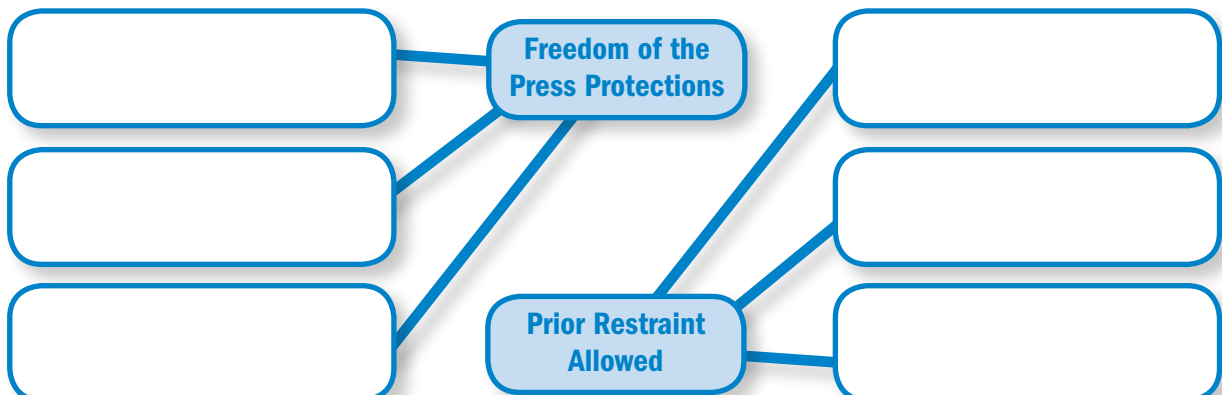 Freedom of the
Press Protections
Prior Restraint
Allowed